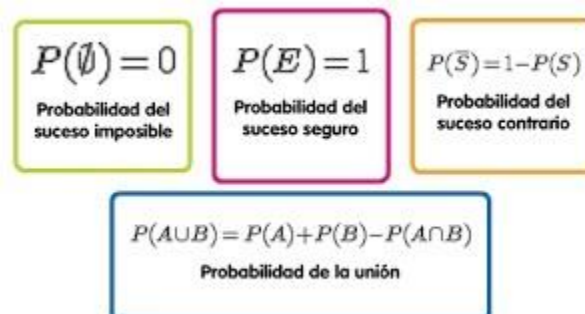 P(∅)=0
Probabilidad del
suceso imposible
P(E)=1
Probabilidad del
suceso seguro
P(S̅)=1−P(S)
Probabilidad del
suceso contrario
P(A∪B)=P(A)+P(B)−P(A∩B)
Probabilidad de la unión